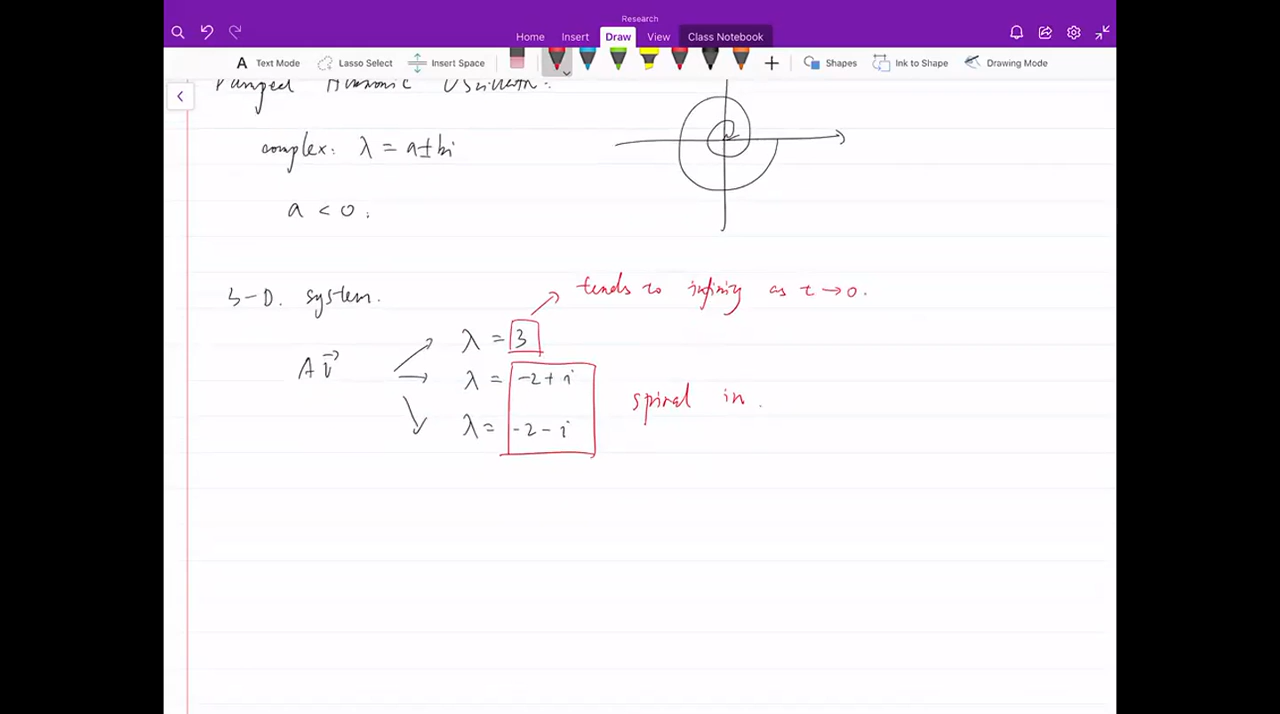 Research
Home Insert Draw View Class Notebook
Text Mode Lasso Select Insert Space Shapes Ink to Shape Drawing Mode
Harmonic
complex: λ = a±bi
a < 0.
3-D. system.
tends to infinity as t → 0.
λ = 3
A v⃗
λ = -2 + i
spiral in.
λ = -2 - i